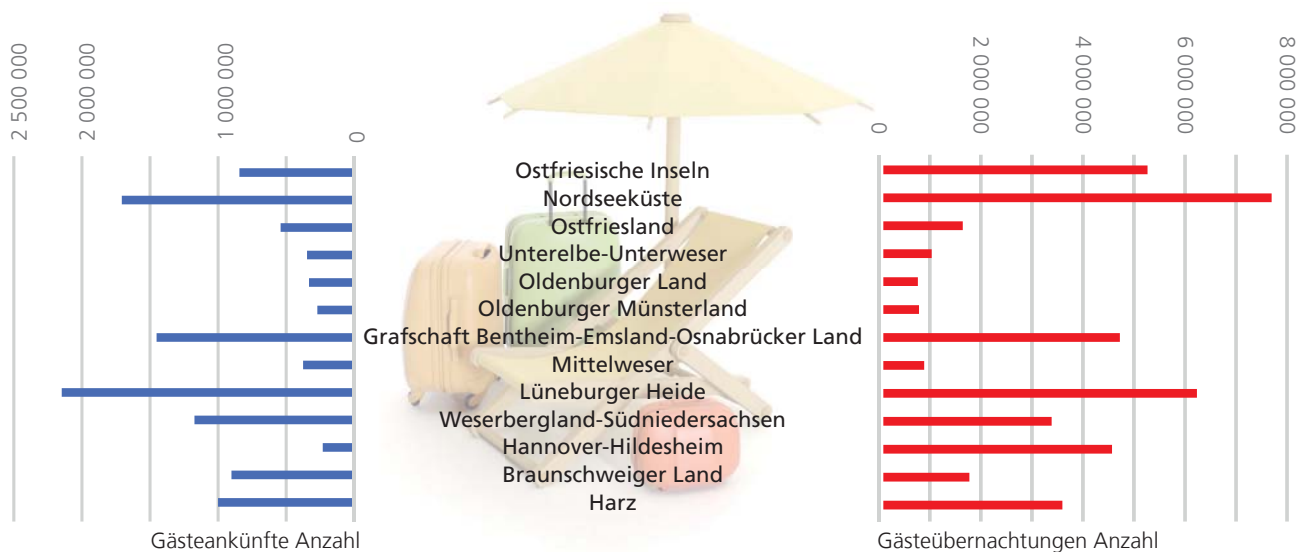 2 500 000
2 000 000
1 000 000
0
0
2 000 000
4 000 000
6 000 000
8 000 000
Ostfriesische Inseln
Nordseeküste
Ostfriesland
Unterelbe-Unterweser
Oldenburger Land
Oldenburger Münsterland
Grafschaft Bentheim-Emsland-Osnabrücker Land
Mittelweser
Lüneburger Heide
Weserbergland-Südniedersachsen
Hannover-Hildesheim
Braunschweiger Land
Harz
Gästeankünfte Anzahl
Gästeübernachtungen Anzahl